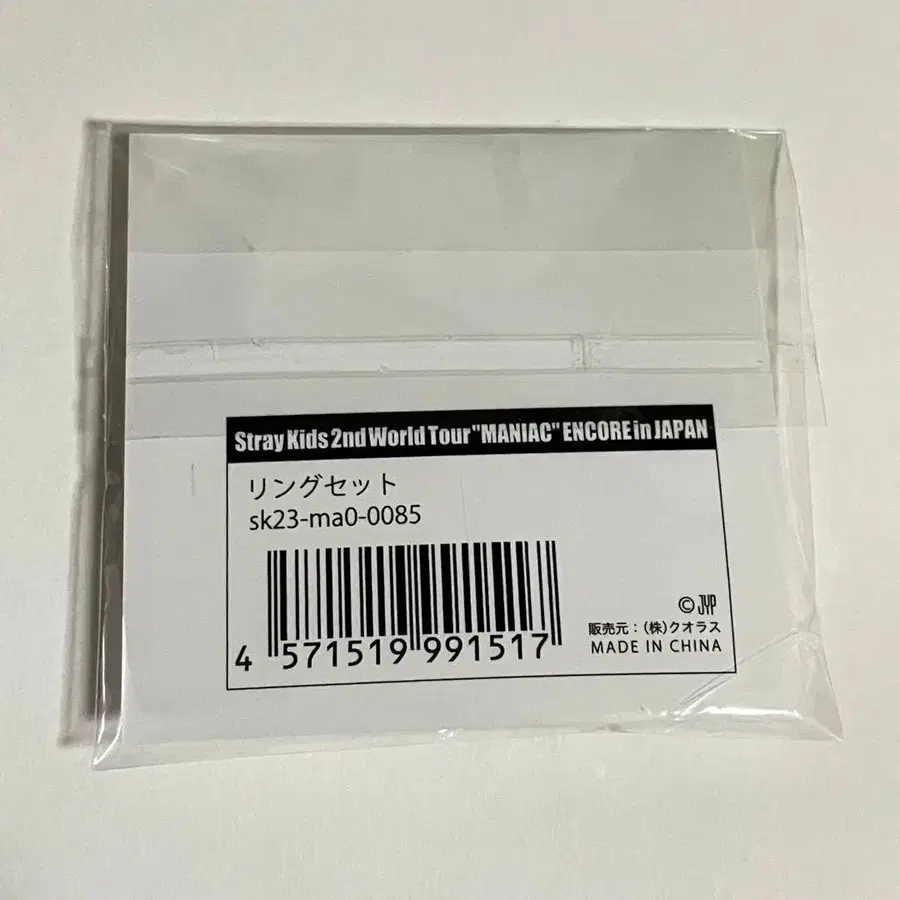 Stray Kids 2nd World Tour "MANIAC" ENCORE in JAPAN
リングセット
sk23-ma0-0085
4 571519 991517
© JYP
販売元：(株)クオラス
MADE IN CHINA